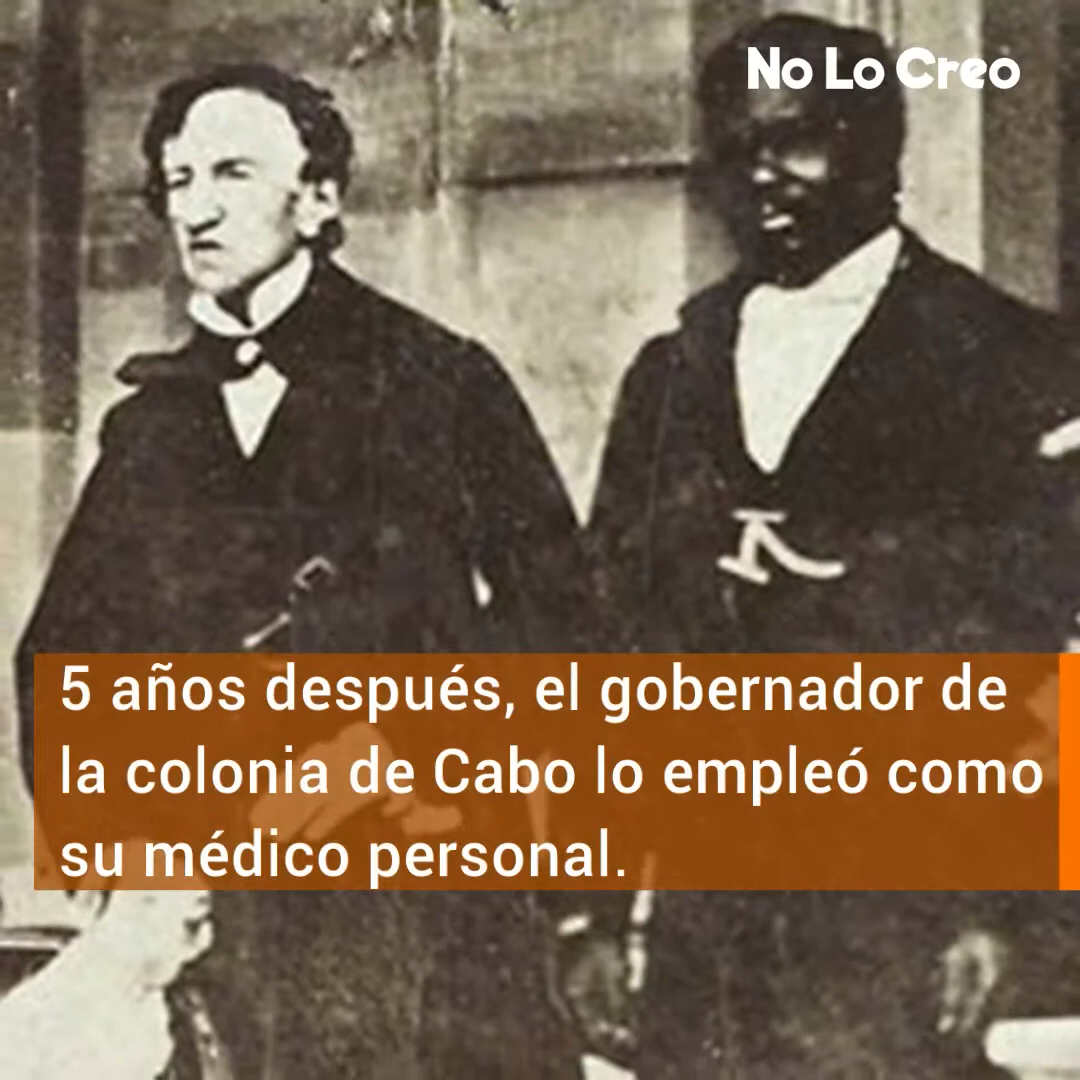 No Lo Creo
5 años después, el gobernador de
la colonia de Cabo lo empleó como
su médico personal.